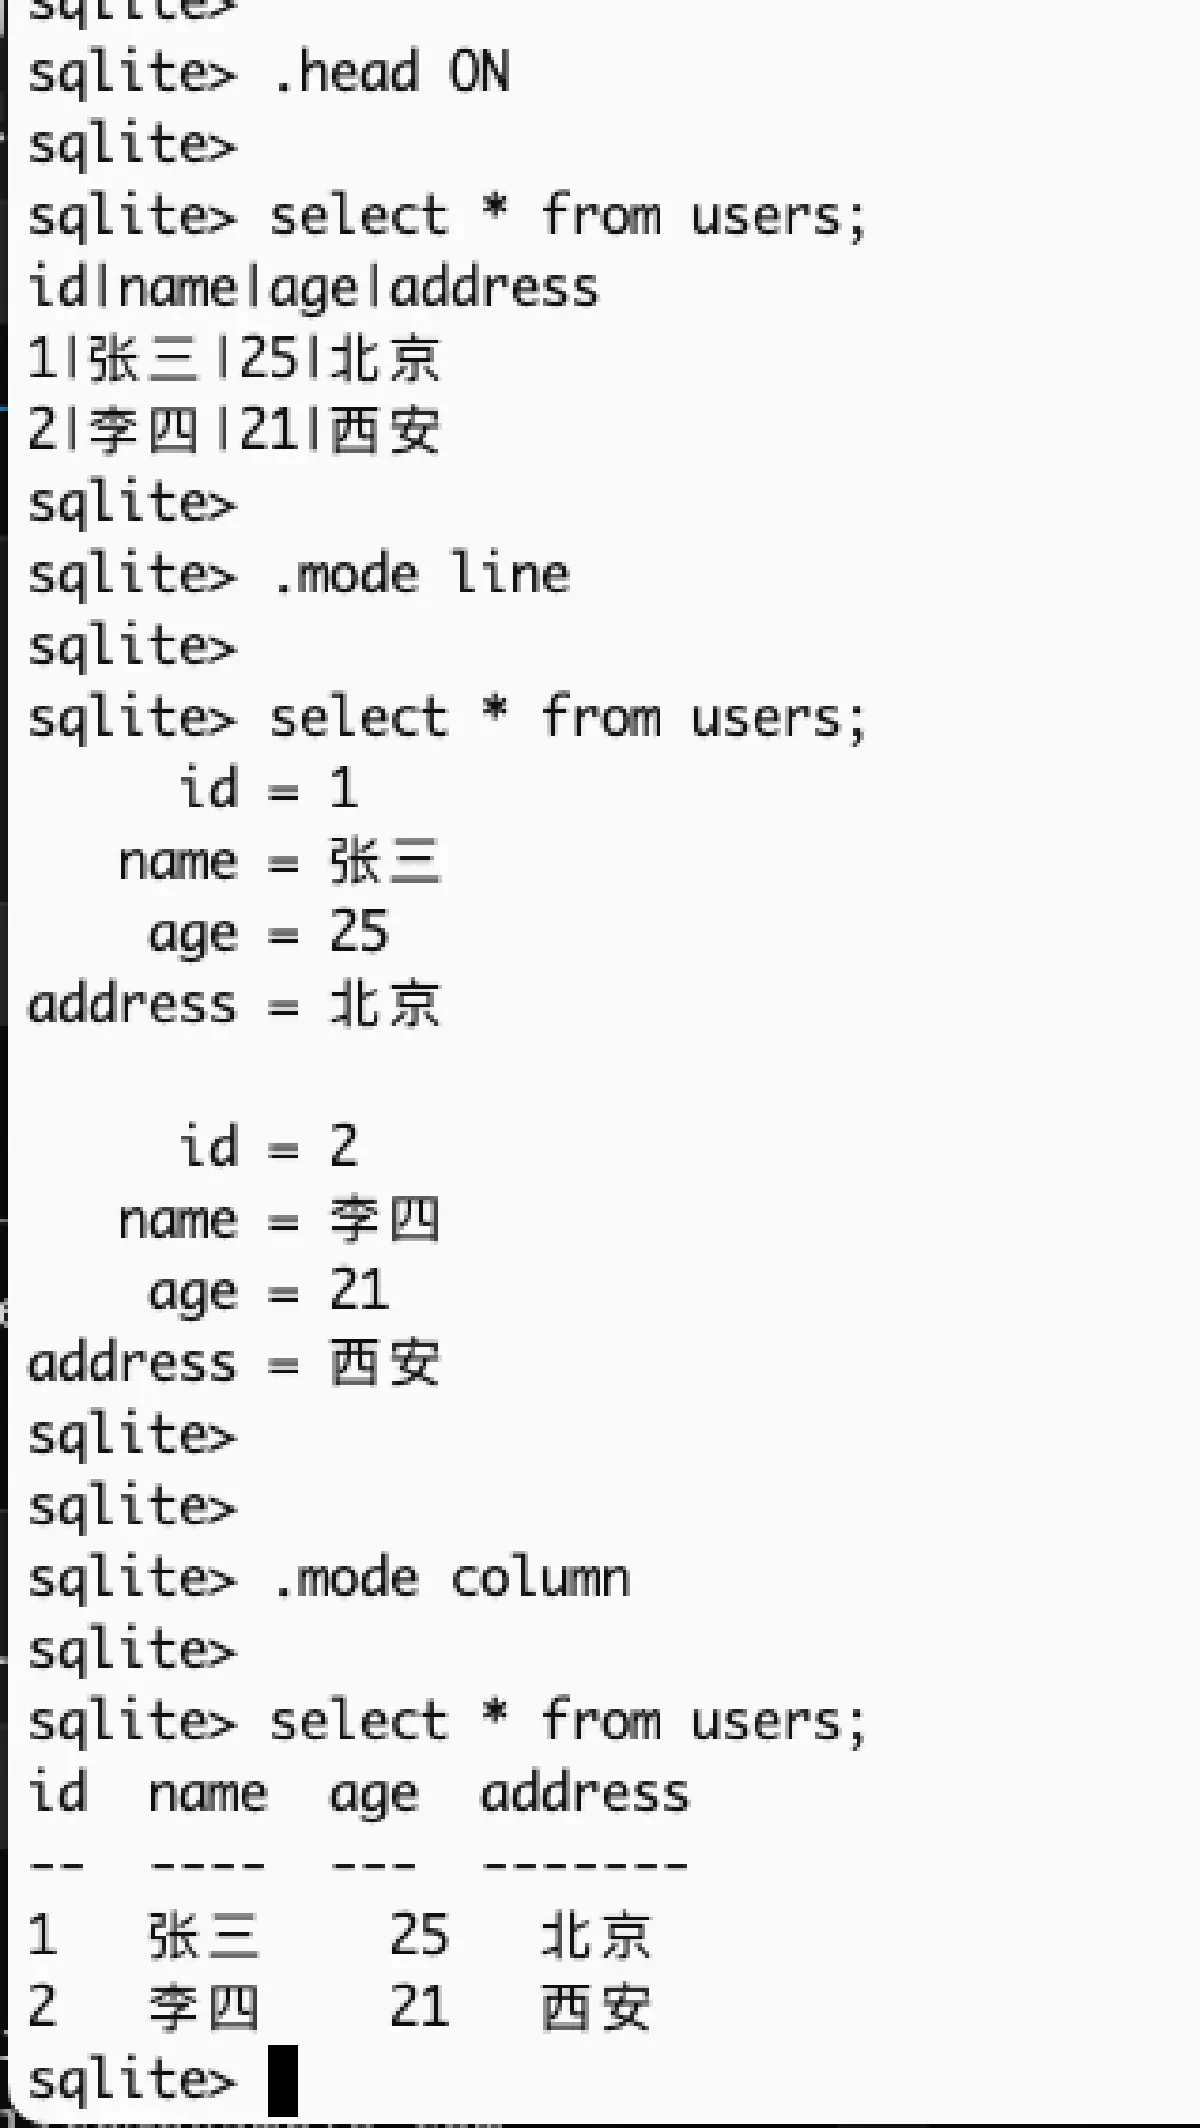 sqlite>
sqlite> .head ON
sqlite>
sqlite> select * from users;
id|name|age|address
1|张三|25|北京
2|李四|21|西安
sqlite>
sqlite> .mode line
sqlite>
sqlite> select * from users;
     id = 1
   name = 张三
    age = 25
address = 北京

     id = 2
   name = 李四
    age = 21
address = 西安
sqlite>
sqlite>
sqlite> .mode column
sqlite>
sqlite> select * from users;
id  name  age  address
--  ----  ---  -------
1   张三    25   北京
2   李四    21   西安
sqlite>